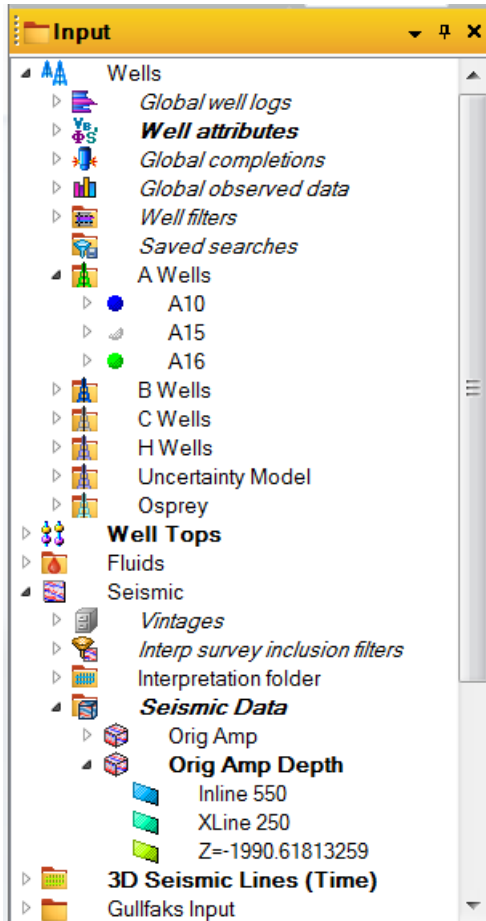 Input
Wells
Global well logs
Well attributes
Global completions
Global observed data
Well filters
Saved searches
A Wells
A10
A15
A16
B Wells
C Wells
H Wells
Uncertainty Model
Osprey
Well Tops
Fluids
Seismic
Vintages
Interp survey inclusion filters
Interpretation folder
Seismic Data
Orig Amp
Orig Amp Depth
Inline 550
XLine 250
Z=-1990.61813259
3D Seismic Lines (Time)
Gullfaks Input